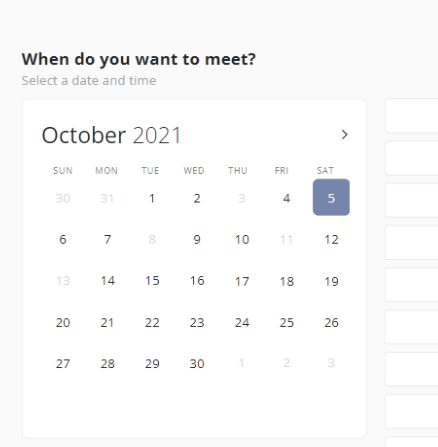 When do you want to meet?
Select a date and time
October 2021
SUN MON TUE WED THU FRI SAT
30 31 1 2 3 4 5
6 7 8 9 10 11 12
13 14 15 16 17 18 19
20 21 22 23 24 25 26
27 28 29 30 1 2 3